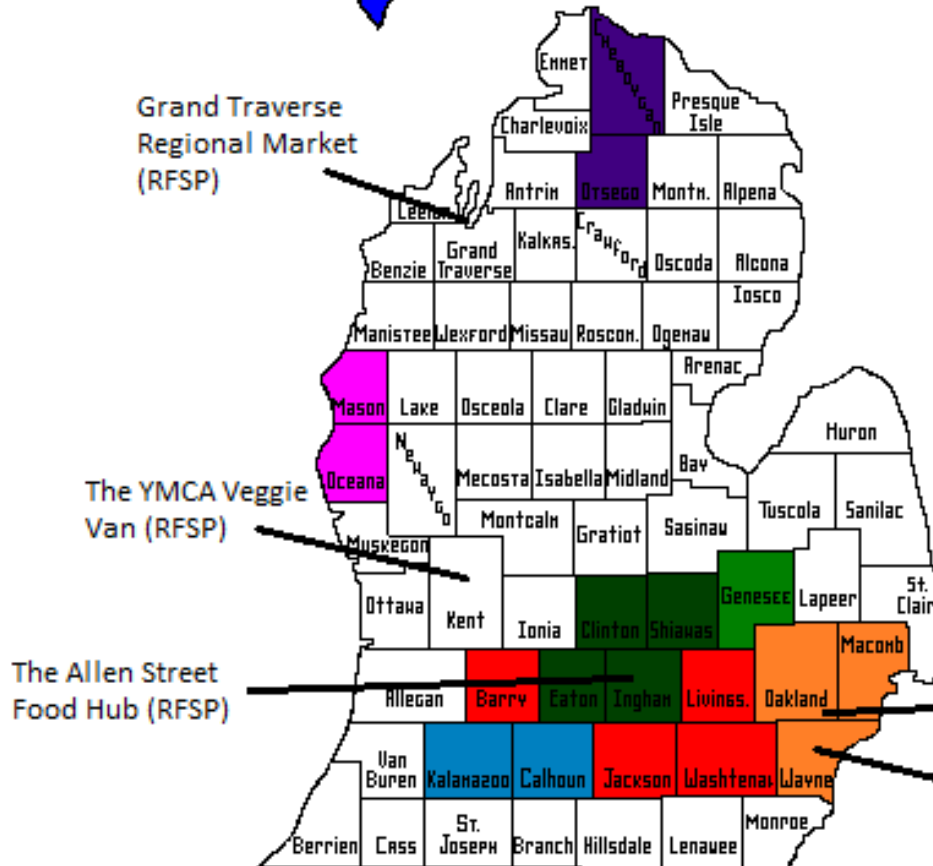 Emmet
Cheboygan
Presque
Isle
Charlevoix
Grand Traverse
Regional Market
(RFSP)
Antrim
Otsego
Montm.
Alpena
Kalkas.
Crawford
Grand
Traverse
Benzie
Oscoda
Alcona
Iosco
Manistee
Wexford
Missau
Roscom.
Ogemaw
Arenac
Mason
Lake
Osceola
Clare
Gladwin
Huron
Oceana
Newaygo
Mecosta
Isabella
Midland
Bay
The YMCA Veggie
Van (RFSP)
Montcalm
Gratiot
Saginaw
Tuscola
Sanilac
Muskegon
Ottawa
Kent
Ionia
Clinton
Shiawas
Genesee
Lapeer
St.
Clair
The Allen Street
Food Hub (RFSP)
Allegan
Barry
Eaton
Ingham
Livings.
Oakland
Macomb
Van
Buren
Kalamazoo
Calhoun
Jackson
Washtenaw
Wayne
Berrien
Cass
St.
Joseph
Branch
Hillsdale
Lenawee
Monroe